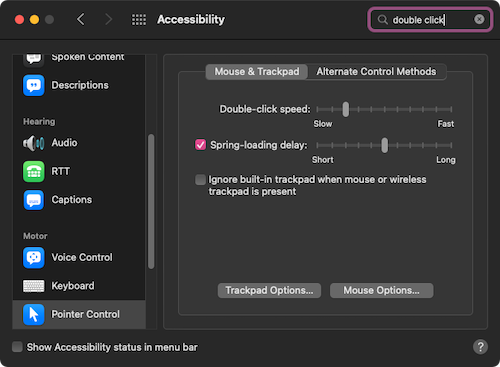 Accessibility
double click
Spoken Content
Descriptions
Hearing
Audio
RTT
Captions
Motor
Voice Control
Keyboard
Pointer Control
Mouse & Trackpad
Alternate Control Methods
Double-click speed:
Slow
Fast
Spring-loading delay:
Short
Long
Ignore built-in trackpad when mouse or wireless
trackpad is present
Trackpad Options...
Mouse Options...
Show Accessibility status in menu bar
?